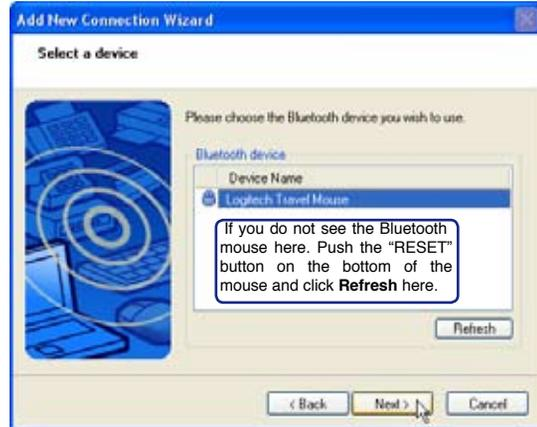 Add New Connection Wizard
Select a device
Please choose the Bluetooth device you wish to use.
Bluetooth device
Device Name
Logitech Travel Mouse
If you do not see the Bluetooth
mouse here. Push the “RESET”
button on the bottom of the
mouse and click Refresh here.
Refresh
< Back
Next >
Cancel